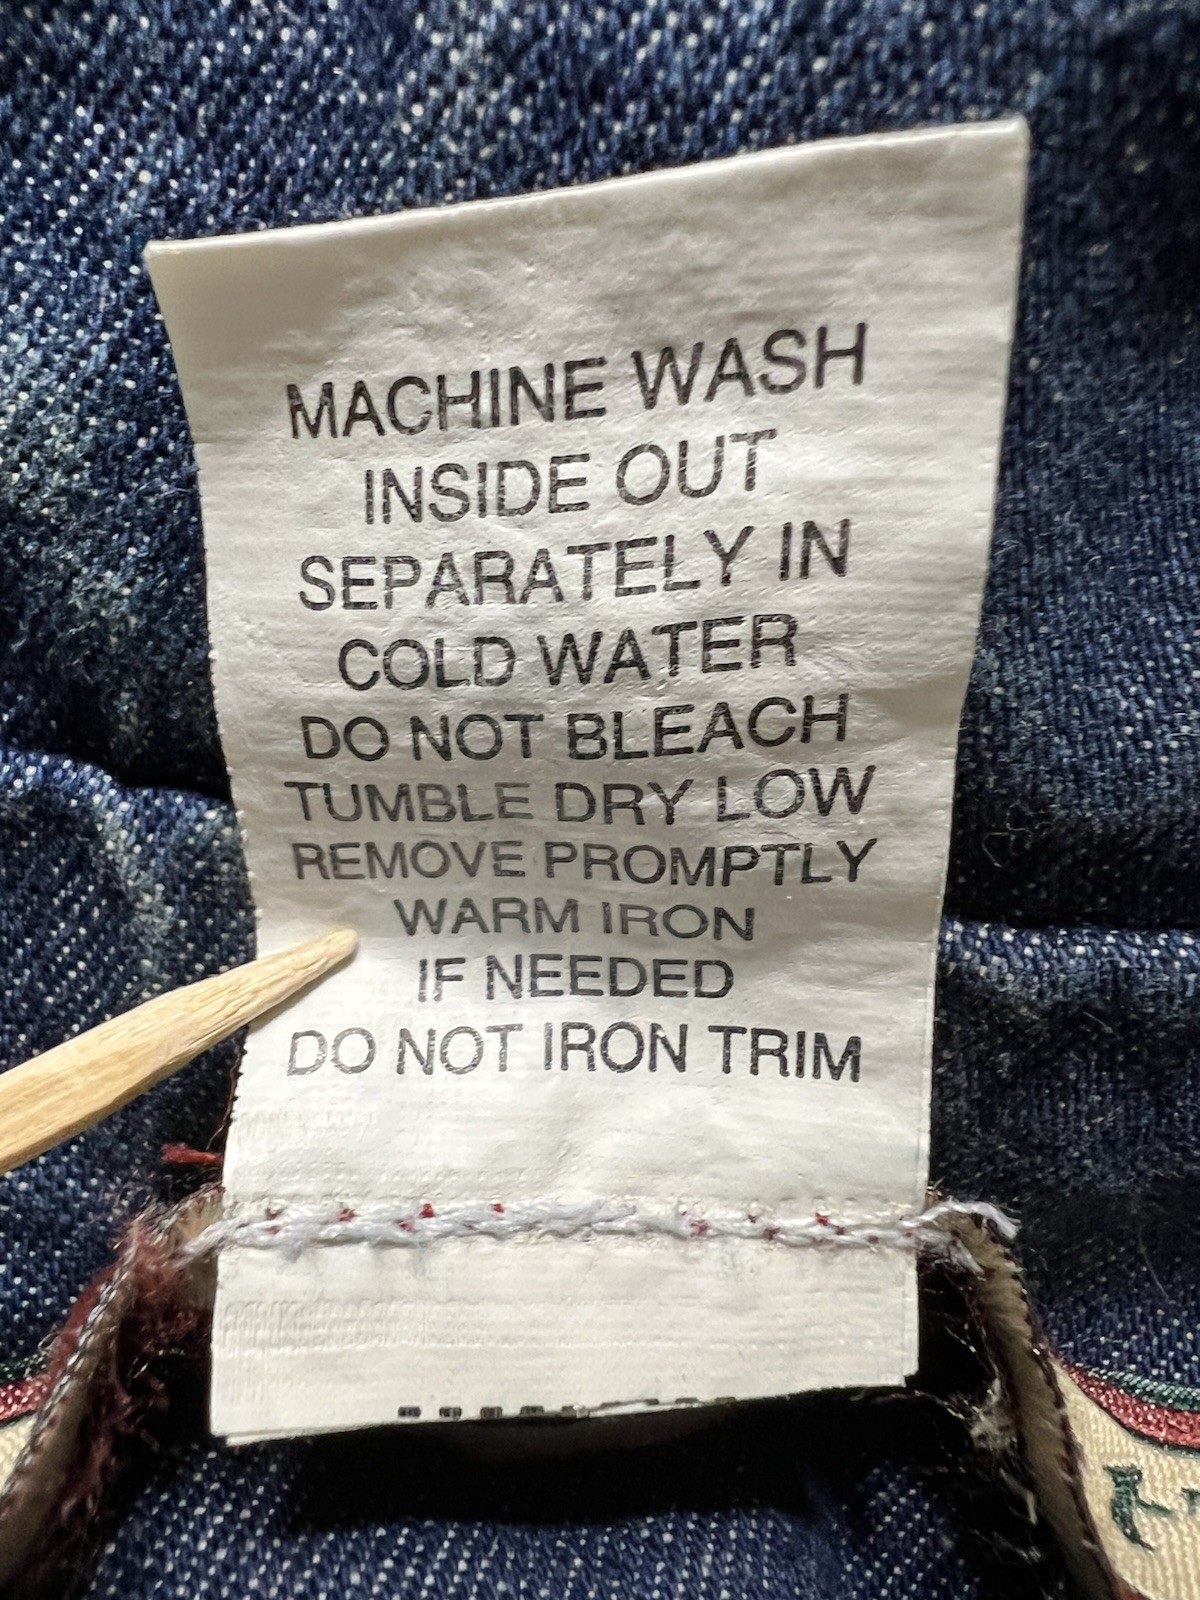 MACHINE WASH
INSIDE OUT
SEPARATELY IN
COLD WATER
DO NOT BLEACH
TUMBLE DRY LOW
REMOVE PROMPTLY
WARM IRON
IF NEEDED
DO NOT IRON TRIM